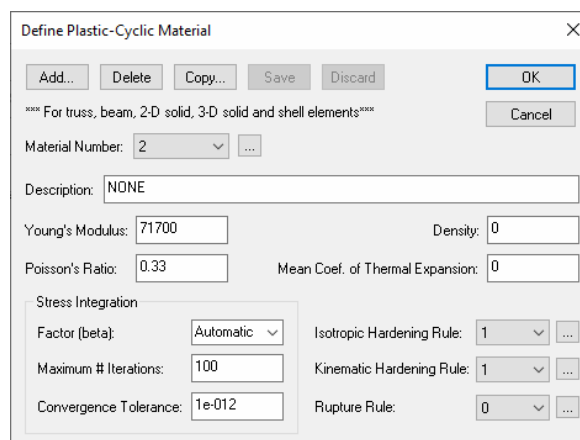 Define Plastic-Cyclic Material
Add... Delete Copy... Save Discard OK
*** For truss, beam, 2-D solid, 3-D solid and shell elements*** Cancel
Material Number: 2 ...
Description: NONE
Young's Modulus: 71700 Density: 0
Poisson's Ratio: 0.33 Mean Coef. of Thermal Expansion: 0
Stress Integration
Factor (beta): Automatic Isotropic Hardening Rule: 1 ...
Maximum # Iterations: 100 Kinematic Hardening Rule: 1 ...
Convergence Tolerance: 1e-012 Rupture Rule: 0 ...